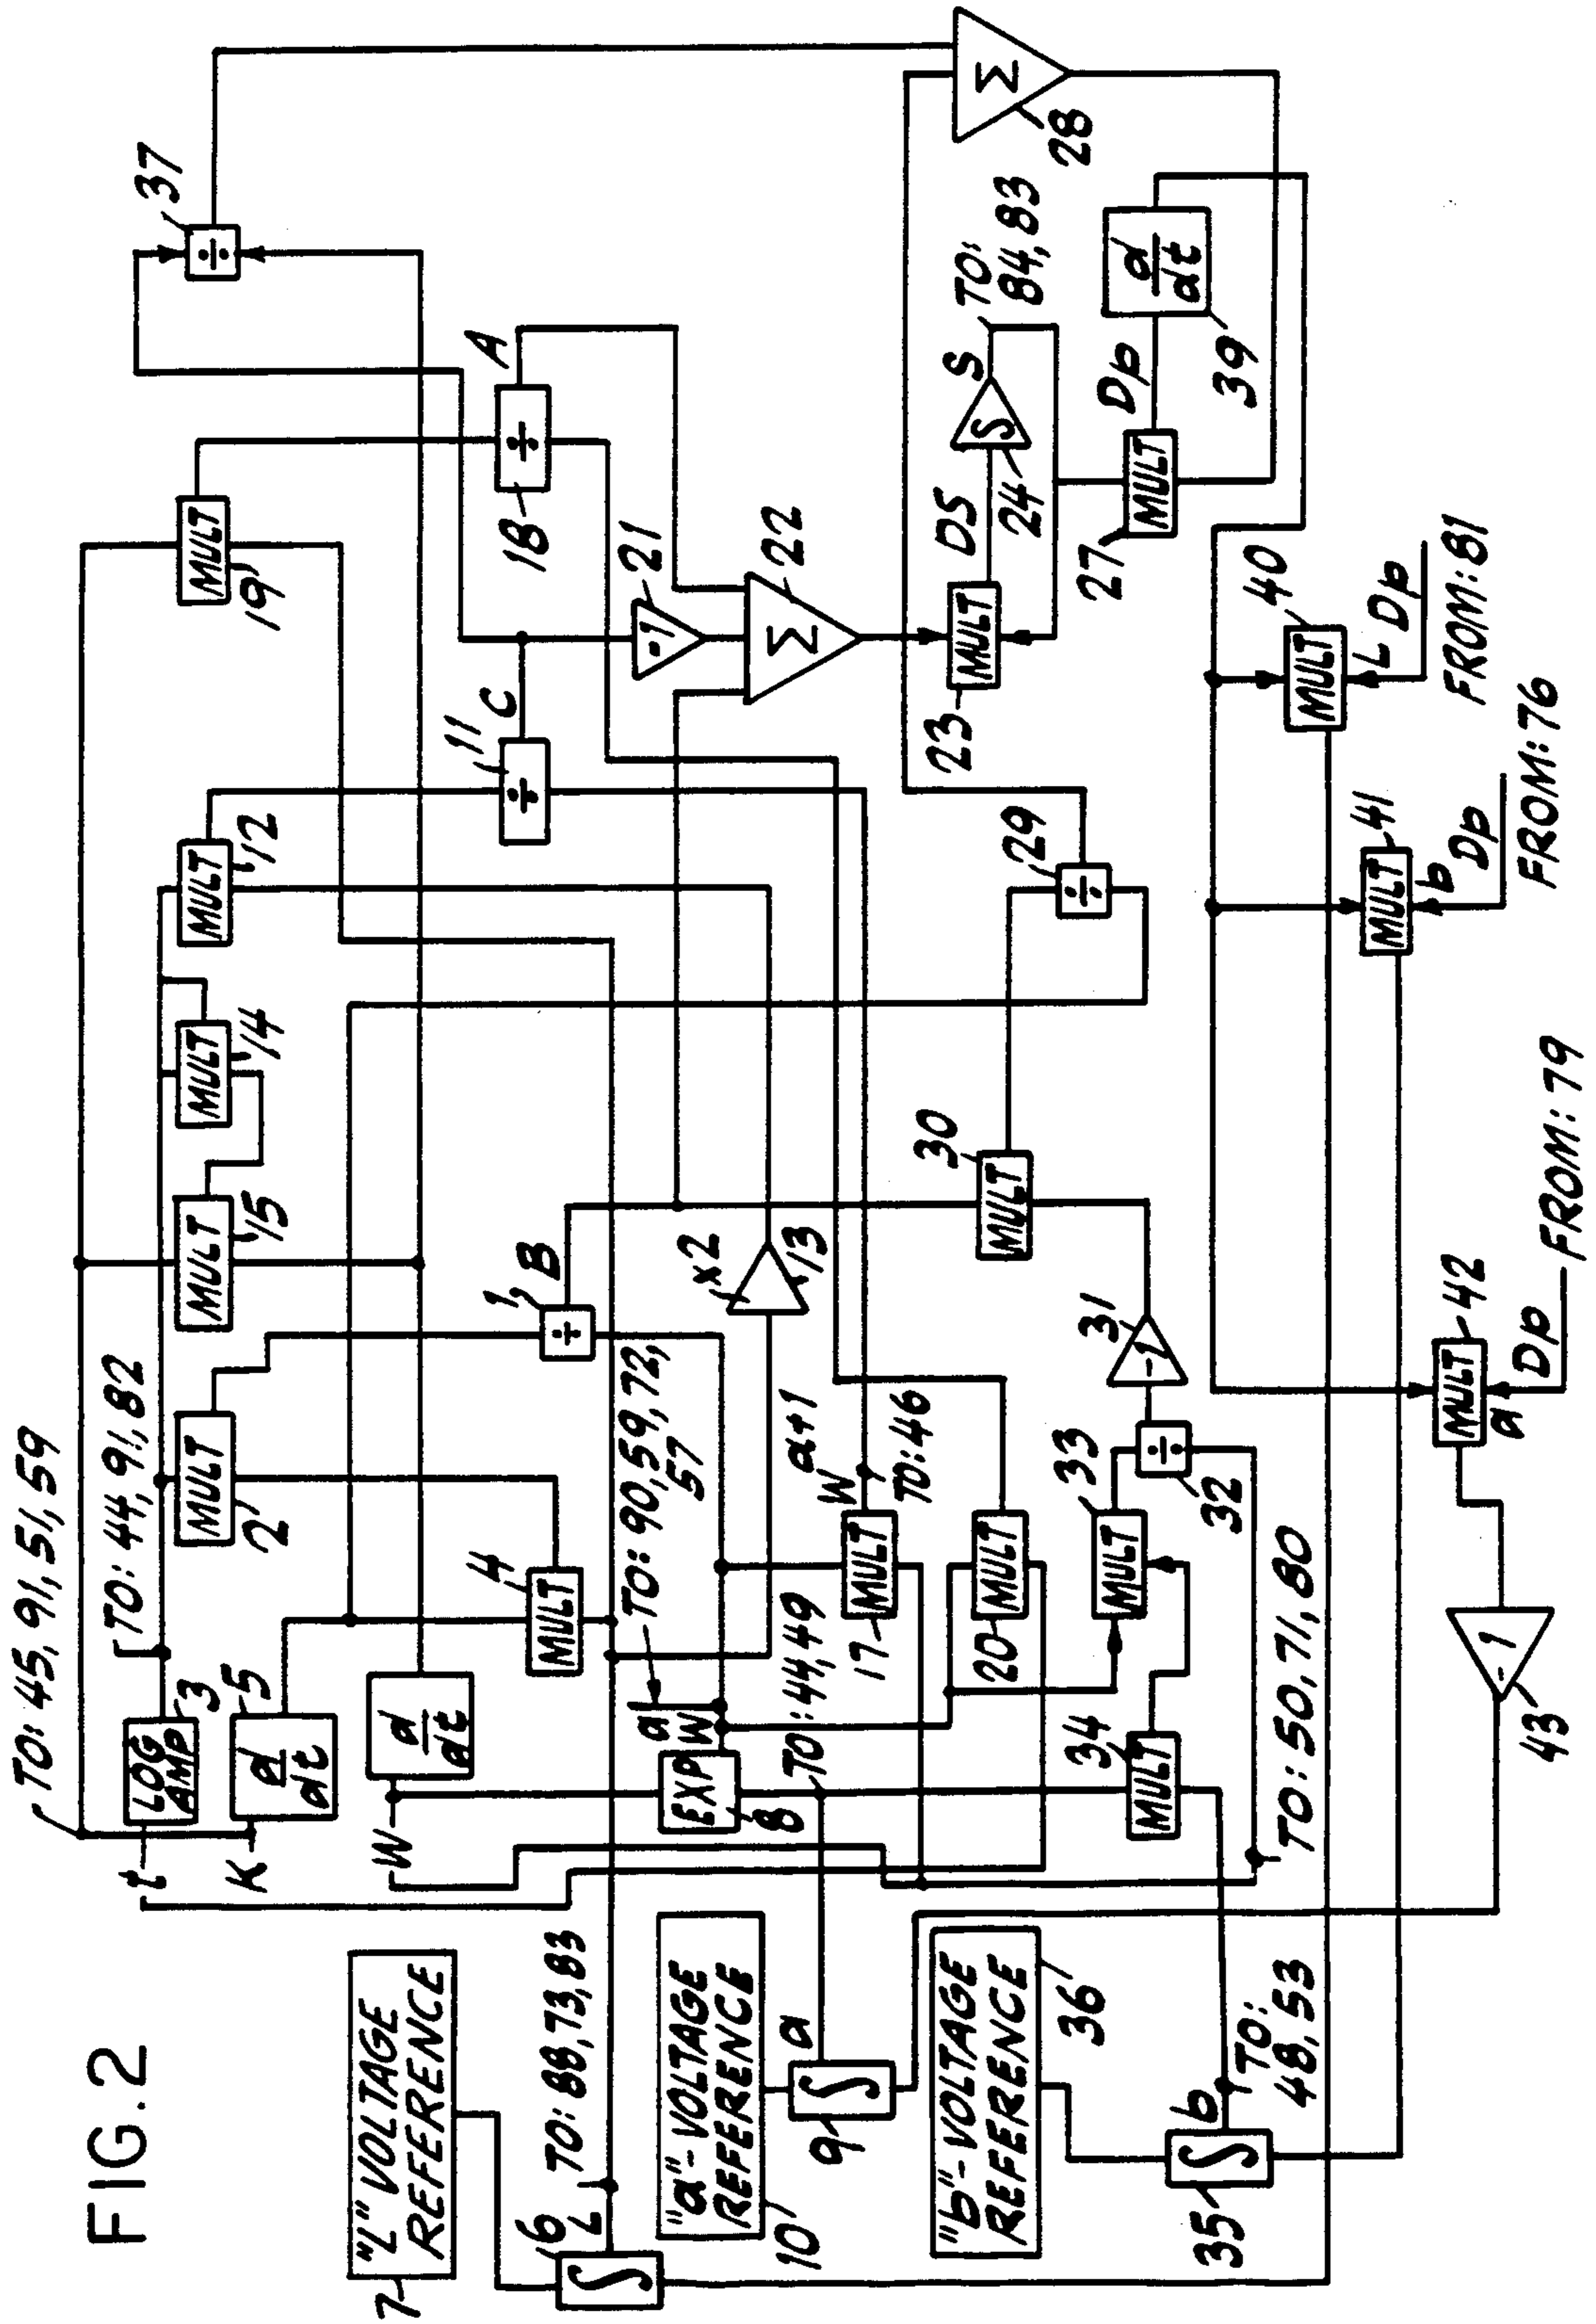 FIG. 2
TO: 45, 91, 51, 59
TO: 44, 91, 82
t
LOG
AMP
3
K
5
d
dt
W
d
dt
MULT
2
MULT
15
MULT
14
MULT
12
MULT
19
÷
37
MULT
4
1,
B
÷
11
C
÷
18
A
÷
"L" VOLTAGE
REFERENCE
7
6
∫
L
TO: 88, 73, 83
EXP
8
W
a
TO: 90, 59, 72,
57
x2
13
-1
21
Σ
22
"a"-VOLTAGE
REFERENCE
10
9
∫
a
TO: 44, 49
MULT
17
W
a+1
TO: 46
MULT
20
MULT
33
÷
32
-1
31
MULT
30
÷
29
MULT
23
DS
∫
24
S
TO:
84, 83
Σ
28
MULT
27
Dp
d
dt
39
"b"-VOLTAGE
REFERENCE
36
35
∫
b
TO:
48, 53
MULT
34
TO: 50, 71, 80
MULT
40
L
Dp
FROM: 81
MULT
41
b
Dp
FROM: 76
MULT
42
a
Dp
FROM: 79
-1
43